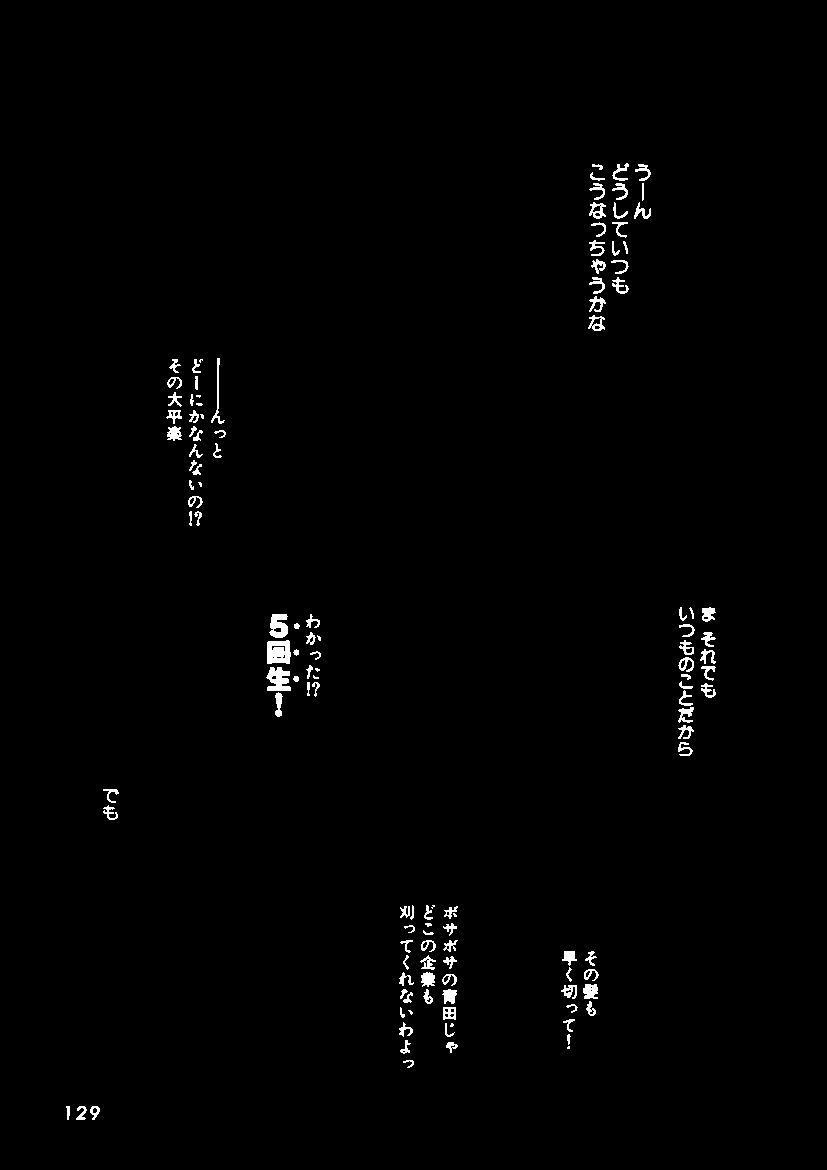 うーん
どうしていつも
こうなっちゃうかな
───んっと
どーにかなんないの!?
その大平楽
ま それでも
いつものことだから
わかった!?
5回生!
でも
その髪も
早く切って!
ボサボサの青田じゃ
どこの企業も
刈ってくれないわよっ
129